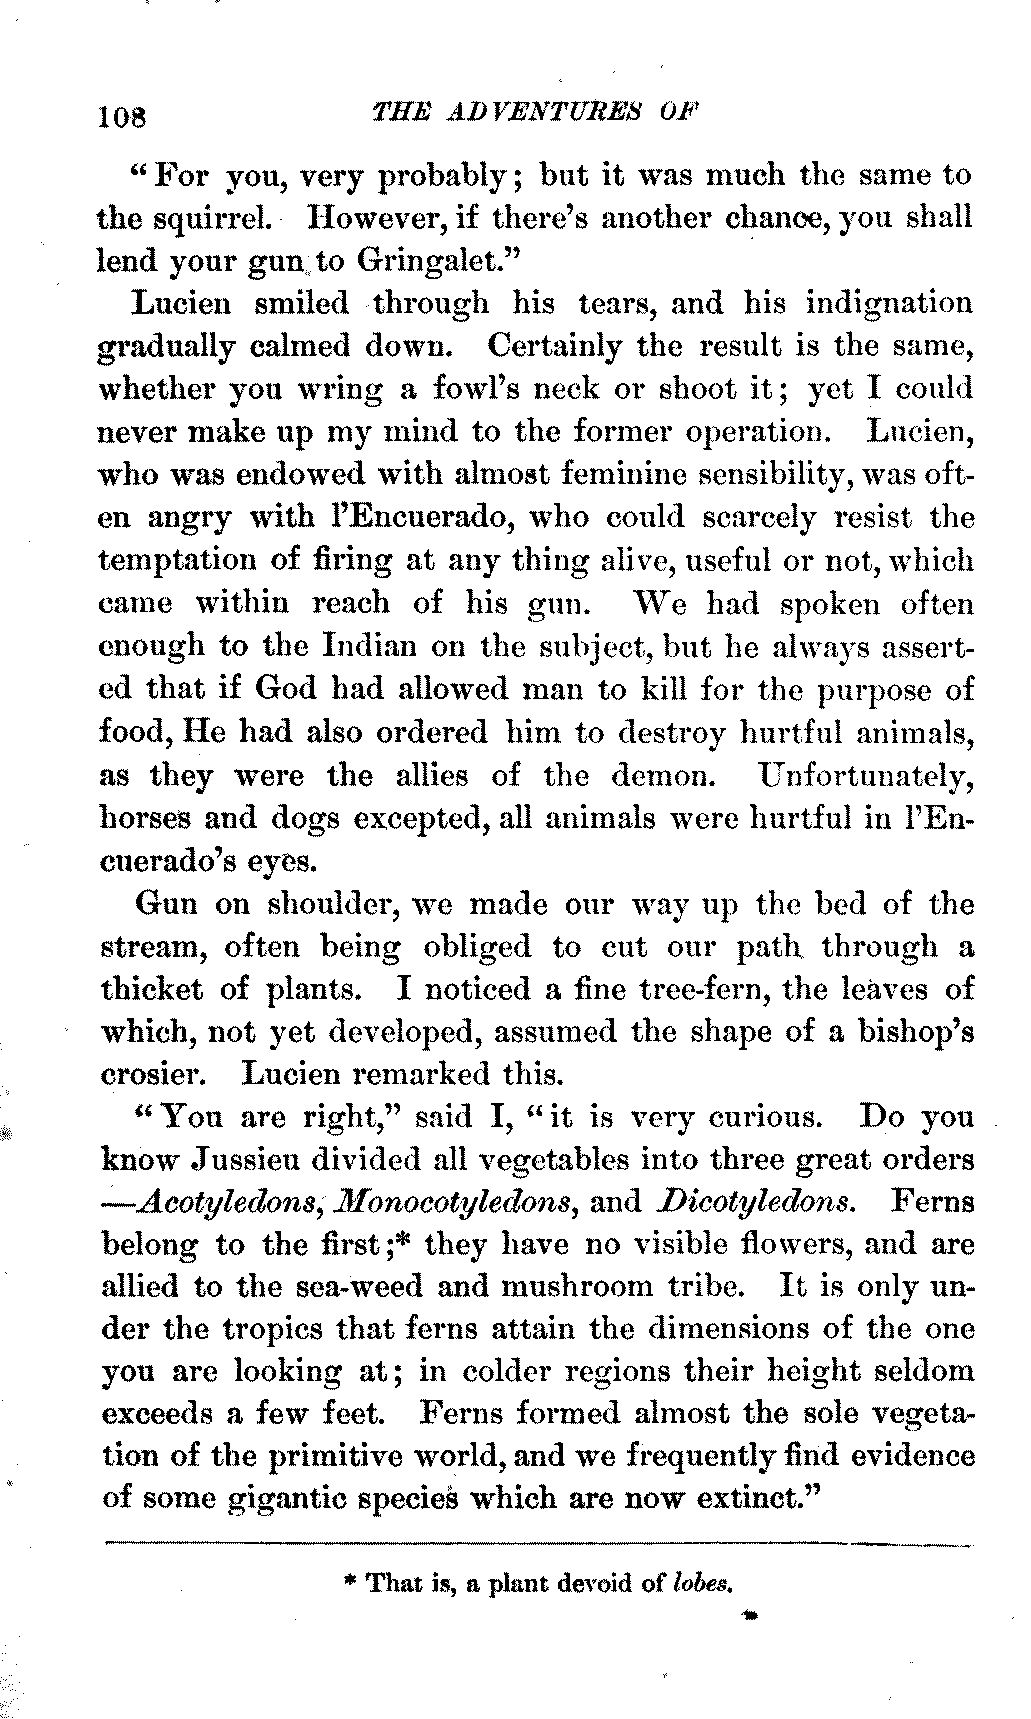 108 THE ADVENTURES OF
“For you, very probably; but it was much the same to
the squirrel. However, if there’s another chance, you shall
lend your gun to Gringalet.”
Lucien smiled through his tears, and his indignation
gradually calmed down. Certainly the result is the same,
whether you wring a fowl’s neck or shoot it; yet I could
never make up my mind to the former operation. Lucien,
who was endowed with almost feminine sensibility, was oft-
en angry with l’Encuerado, who could scarcely resist the
temptation of firing at any thing alive, useful or not, which
came within reach of his gun. We had spoken often
enough to the Indian on the subject, but he always assert-
ed that if God had allowed man to kill for the purpose of
food, He had also ordered him to destroy hurtful animals,
as they were the allies of the demon. Unfortunately,
horses and dogs excepted, all animals were hurtful in l’En-
cuerado’s eyes.
Gun on shoulder, we made our way up the bed of the
stream, often being obliged to cut our path through a
thicket of plants. I noticed a fine tree-fern, the leaves of
which, not yet developed, assumed the shape of a bishop’s
crosier. Lucien remarked this.
“You are right,” said I, “it is very curious. Do you
know Jussieu divided all vegetables into three great orders
—Acotyledons, Monocotyledons, and Dicotyledons. Ferns
belong to the first;* they have no visible flowers, and are
allied to the sea-weed and mushroom tribe. It is only un-
der the tropics that ferns attain the dimensions of the one
you are looking at; in colder regions their height seldom
exceeds a few feet. Ferns formed almost the sole vegeta-
tion of the primitive world, and we frequently find evidence
of some gigantic species which are now extinct.”
* That is, a plant devoid of lobes.